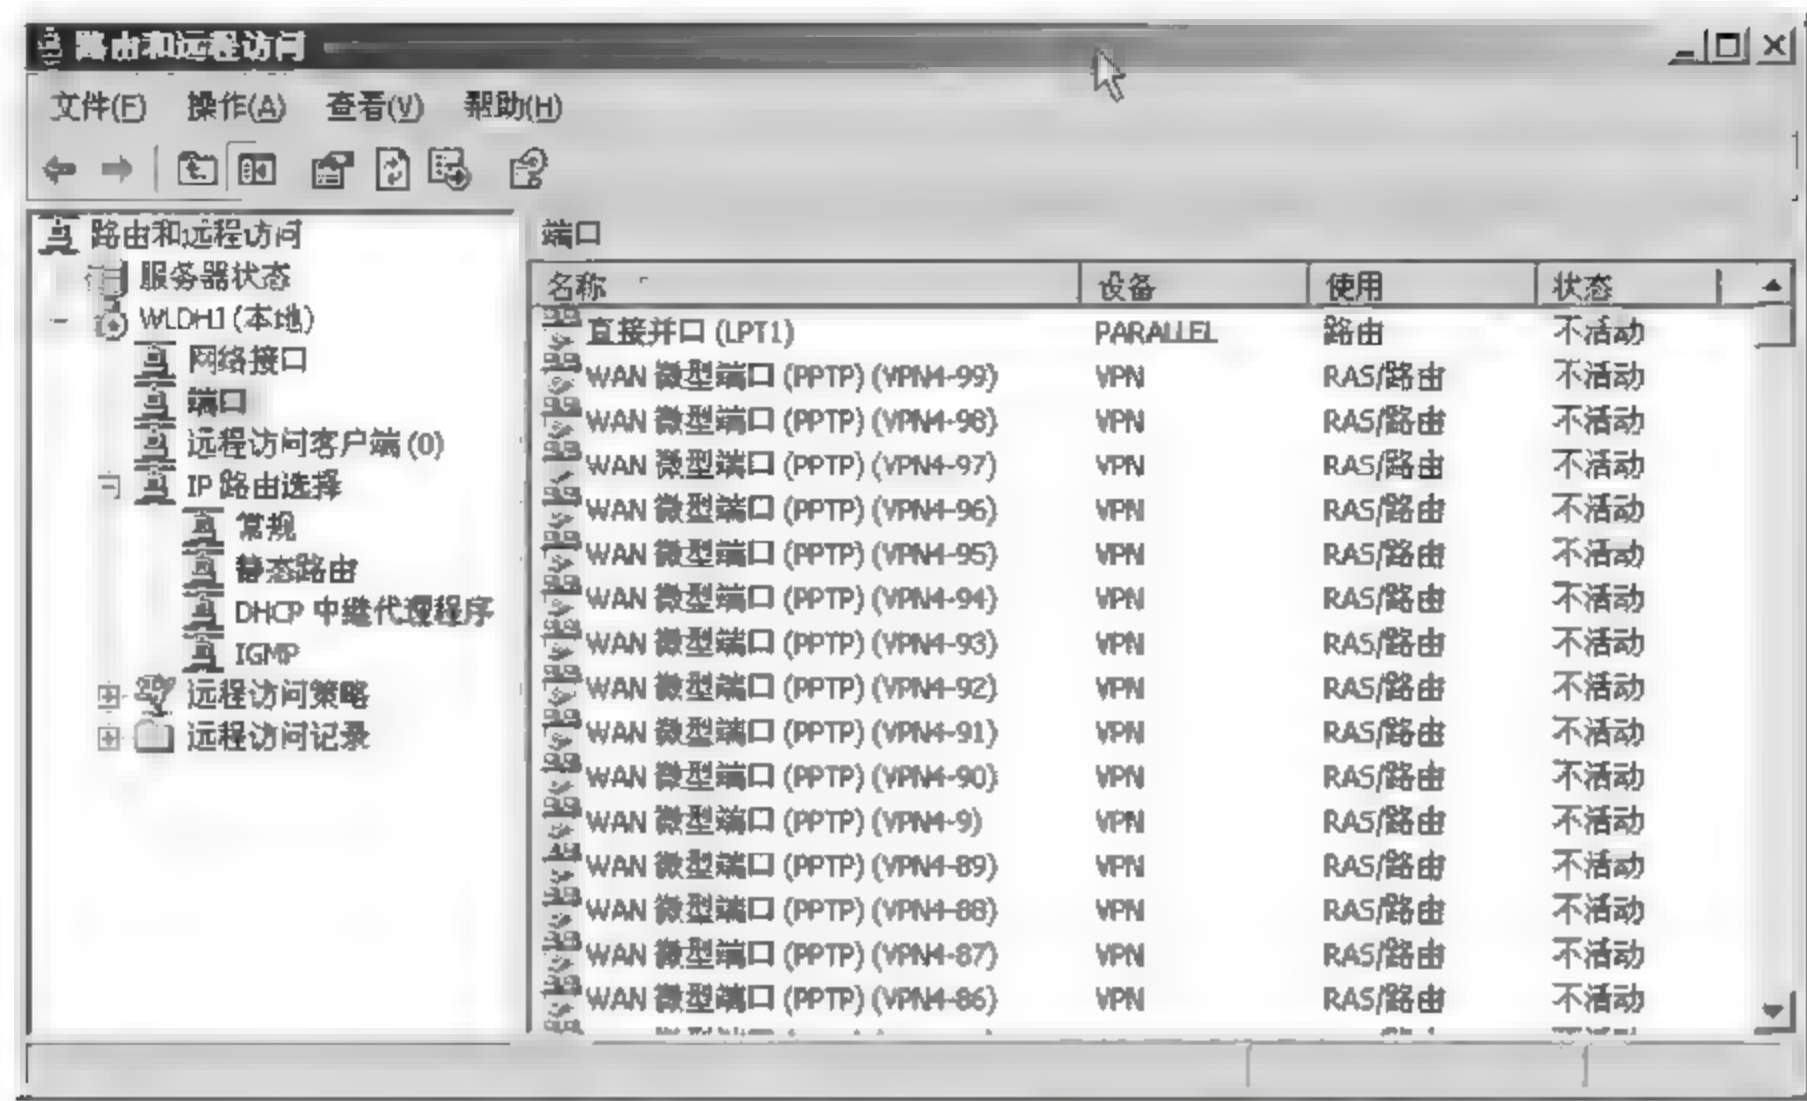 路由和远程访问
文件(F) 操作(A) 查看(V) 帮助(H)
路由和远程访问
服务器状态
WLDHJ (本地)
网络接口
端口
远程访问客户端 (0)
IP 路由选择
常规
静态路由
DHCP 中继代理程序
IGMP
远程访问策略
远程访问记录
端口
名称 设备 使用 状态
直接并口 (LPT1) PARALLEL 路由 不活动
WAN 微型端口 (PPTP) (VPN4-99) VPN RAS/路由 不活动
WAN 微型端口 (PPTP) (VPN4-98) VPN RAS/路由 不活动
WAN 微型端口 (PPTP) (VPN4-97) VPN RAS/路由 不活动
WAN 微型端口 (PPTP) (VPN4-96) VPN RAS/路由 不活动
WAN 微型端口 (PPTP) (VPN4-95) VPN RAS/路由 不活动
WAN 微型端口 (PPTP) (VPN4-94) VPN RAS/路由 不活动
WAN 微型端口 (PPTP) (VPN4-93) VPN RAS/路由 不活动
WAN 微型端口 (PPTP) (VPN4-92) VPN RAS/路由 不活动
WAN 微型端口 (PPTP) (VPN4-91) VPN RAS/路由 不活动
WAN 微型端口 (PPTP) (VPN4-90) VPN RAS/路由 不活动
WAN 微型端口 (PPTP) (VPN4-9) VPN RAS/路由 不活动
WAN 微型端口 (PPTP) (VPN4-89) VPN RAS/路由 不活动
WAN 微型端口 (PPTP) (VPN4-88) VPN RAS/路由 不活动
WAN 微型端口 (PPTP) (VPN4-87) VPN RAS/路由 不活动
WAN 微型端口 (PPTP) (VPN4-86) VPN RAS/路由 不活动